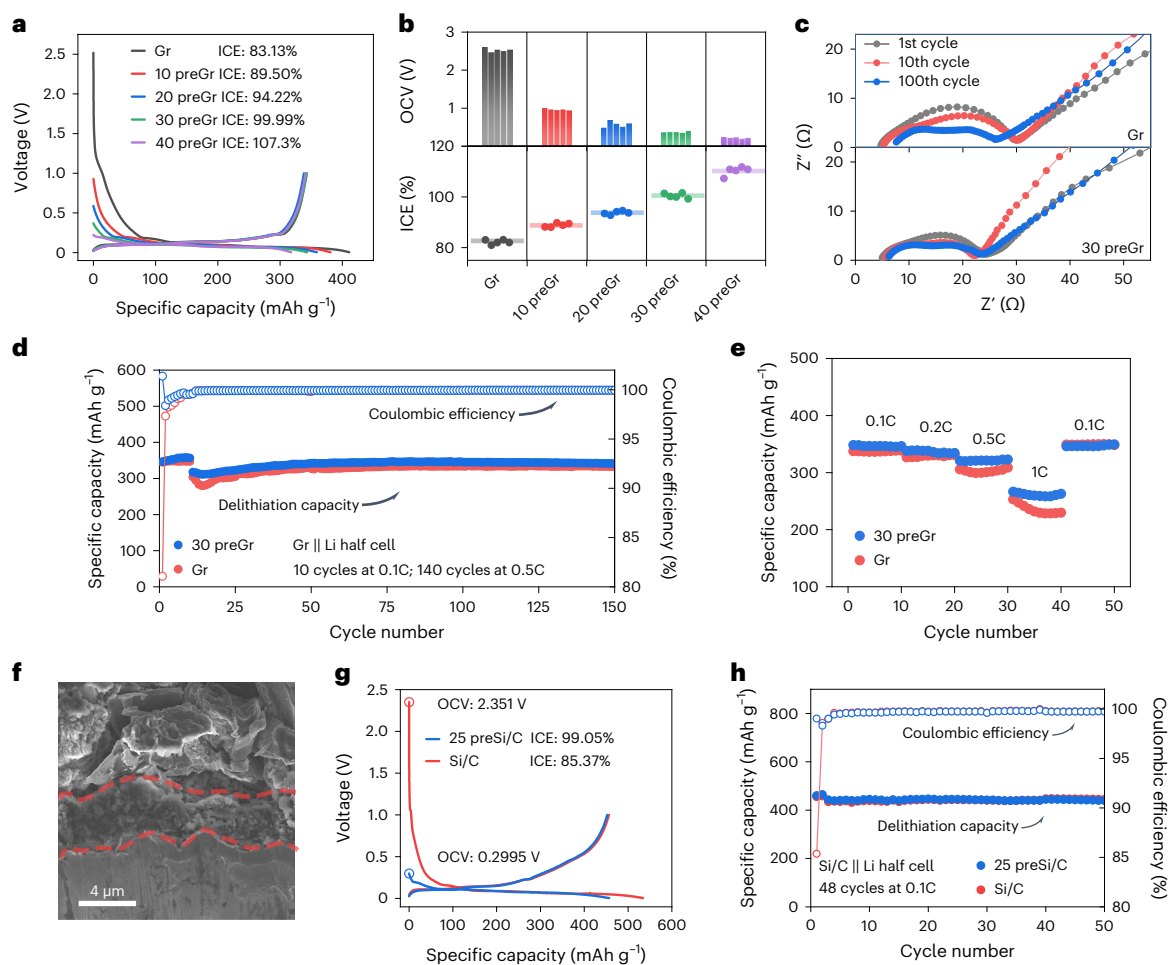 a
Voltage (V)
2.5
2.0
1.5
1.0
0.5
0
Gr ICE: 83.13%
10 preGr ICE: 89.50%
20 preGr ICE: 94.22%
30 preGr ICE: 99.99%
40 preGr ICE: 107.3%
0 100 200 300 400
Specific capacity (mAh g⁻¹)
b
OCV (V)
3
2
1
120
ICE (%)
100
80
Gr
10 preGr
20 preGr
30 preGr
40 preGr
c
Z″ (Ω)
20
10
0
1st cycle
10th cycle
100th cycle
Gr
20
10
0
30 preGr
0 10 20 30 40 50
Z′ (Ω)
d
Specific capacity (mAh g⁻¹)
600
500
400
300
200
100
0
Coulombic efficiency
Delithiation capacity
30 preGr Gr || Li half cell
Gr 10 cycles at 0.1C; 140 cycles at 0.5C
100
95
90
85
80
Coulombic efficiency (%)
0 25 50 75 100 125 150
Cycle number
e
Specific capacity (mAh g⁻¹)
500
400
300
200
100
0.1C
0.2C
0.5C
1C
0.1C
30 preGr
Gr
0 10 20 30 40 50
Cycle number
f
4 μm
g
Voltage (V)
2.5
2.0
1.5
1.0
0.5
0
OCV: 2.351 V
25 preSi/C ICE: 99.05%
Si/C ICE: 85.37%
OCV: 0.2995 V
0 100 200 300 400 500 600
Specific capacity (mAh g⁻¹)
h
Specific capacity (mAh g⁻¹)
800
600
400
200
0
Coulombic efficiency
Delithiation capacity
Si/C || Li half cell
48 cycles at 0.1C
25 preSi/C
Si/C
100
95
90
85
80
Coulombic efficiency (%)
0 10 20 30 40 50
Cycle number